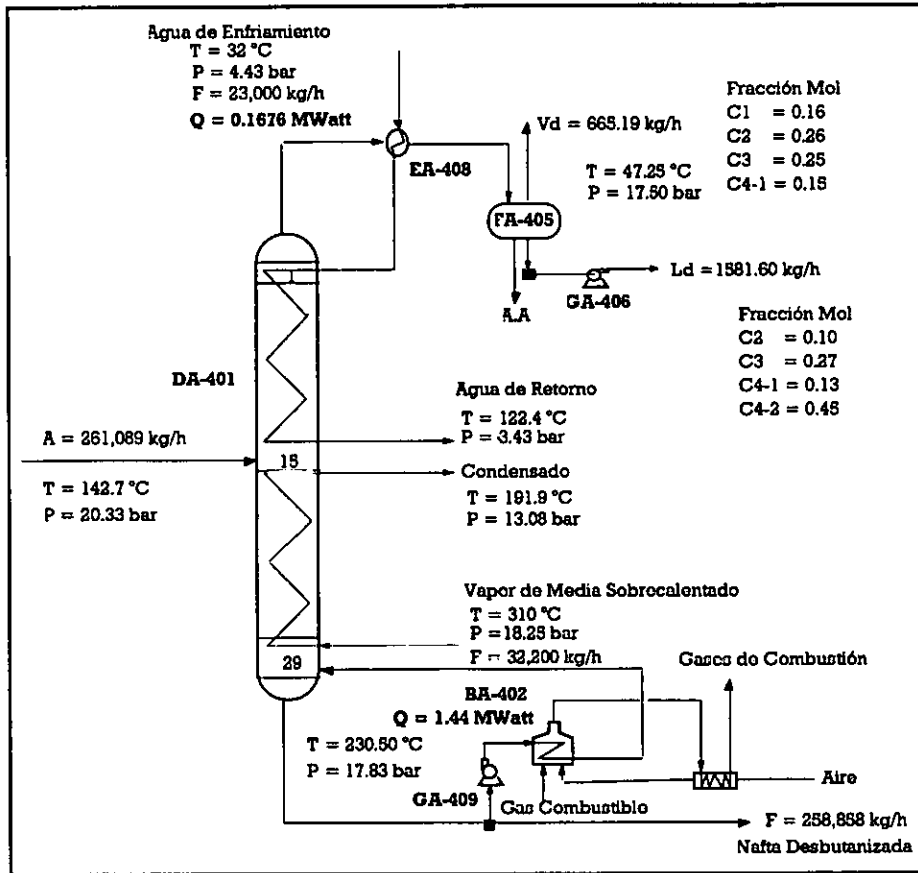 Agua de Enfriamiento
T = 32 °C
P = 4.43 bar
F = 23,000 kg/h
Q = 0.1676 MWatt
EA-408
Vd = 665.19 kg/h
T = 47.25 °C
P = 17.50 bar
Fracción Mol
C1 = 0.16
C2 = 0.26
C3 = 0.25
C4-1 = 0.15
FA-405
Ld = 1581.60 kg/h
GA-406
A.A
Fracción Mol
C2 = 0.10
C3 = 0.27
C4-1 = 0.13
C4-2 = 0.45
DA-401
Agua de Retorno
T = 122.4 °C
P = 3.43 bar
A = 261,089 kg/h
15
Condensado
T = 142.7 °C
P = 20.33 bar
T = 191.9 °C
P = 13.08 bar
Vapor de Media Sobrecalentado
T = 310 °C
P = 18.25 bar
F = 32,200 kg/h
29
Gases de Combustión
BA-402
Q = 1.44 MWatt
T = 230.50 °C
P = 17.83 bar
GA-409
Gas Combustible
Aire
F = 258,858 kg/h
Nafta Desbutanizada